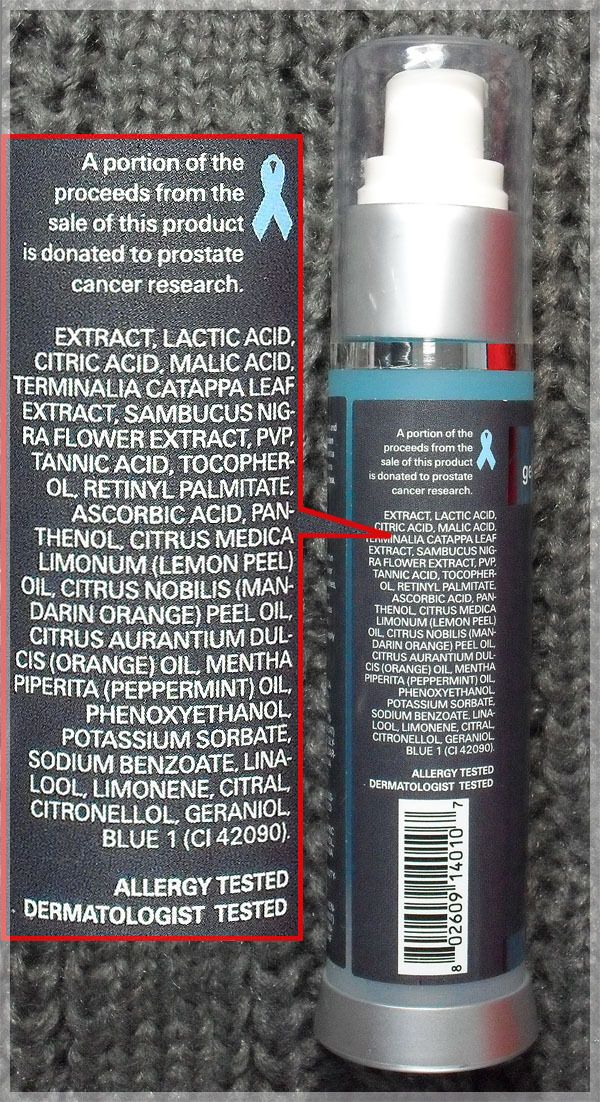 A portion of the
proceeds from the
sale of this product
is donated to prostate
cancer research.
EXTRACT, LACTIC ACID,
CITRIC ACID, MALIC ACID,
TERMINALIA CATAPPA LEAF
EXTRACT, SAMBUCUS NIG-
RA FLOWER EXTRACT, PVP,
TANNIC ACID, TOCOPHER-
OL, RETINYL PALMITATE,
ASCORBIC ACID, PAN-
THENOL, CITRUS MEDICA
LIMONUM (LEMON PEEL)
OIL, CITRUS NOBILIS (MAN-
DARIN ORANGE) PEEL OIL,
CITRUS AURANTIUM DUL-
CIS (ORANGE) OIL, MENTHA
PIPERITA (PEPPERMINT) OIL,
PHENOXYETHANOL,
POTASSIUM SORBATE,
SODIUM BENZOATE, LINA-
LOOL, LIMONENE, CITRAL,
CITRONELLOL, GERANIOL,
BLUE 1 (CI 42090).
ALLERGY TESTED
. DERMATOLOGIST TESTED
A portion of the
proceeds from the
sale of this product
is donated to prostate
cancer research.
EXTRACT, LACTIC ACID,
CITRIC ACID, MALIC ACID,
TERMINALIA CATAPPA LEAF
EXTRACT, SAMBUCUS NIG-
RA FLOWER EXTRACT, PVP,
TANNIC ACID, TOCOPHER-
OL, RETINYL PALMITATE,
ASCORBIC ACID, PAN-
THENOL, CITRUS MEDICA
LIMONUM (LEMON PEEL)
OIL, CITRUS NOBILIS (MAN-
DARIN ORANGE) PEEL OIL,
CITRUS AURANTIUM DUL-
CIS (ORANGE) OIL, MENTHA
PIPERITA (PEPPERMINT) OIL,
PHENOXYETHANOL,
POTASSIUM SORBATE,
SODIUM BENZOATE, LINA-
LOOL, LIMONENE, CITRAL,
CITRONELLOL, GERANIOL,
BLUE 1 (CI 42090).
ALLERGY TESTED
. DERMATOLOGIST TESTED
8 02609 14010 7
ge